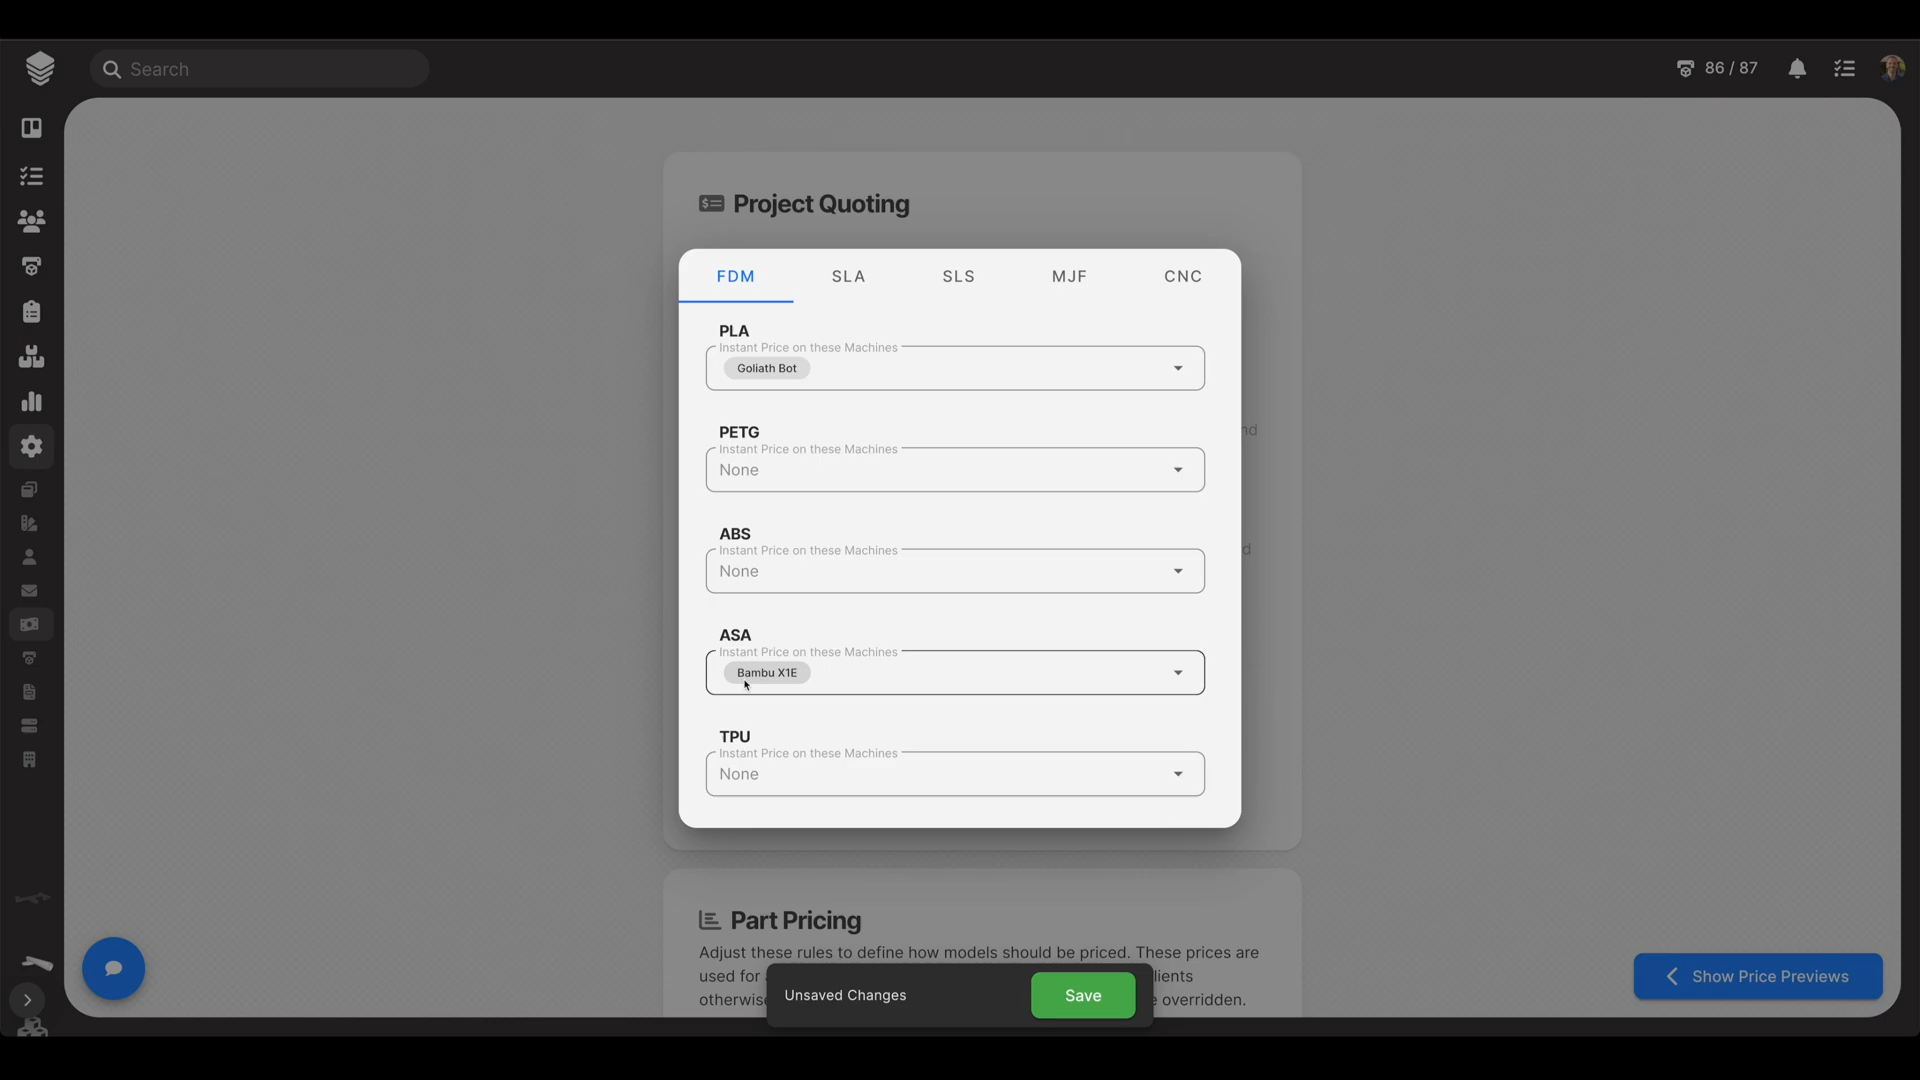 Search
86 / 87
Project Quoting
FDM
SLA
SLS
MJF
CNC
PLA
Instant Price on these Machines
Goliath Bot
PETG
Instant Price on these Machines
None
ABS
Instant Price on these Machines
None
ASA
Instant Price on these Machines
Bambu X1E
TPU
Instant Price on these Machines
None
Part Pricing
Adjust these rules to define how models should be priced. These prices are
used for
otherwise
e overridden.
Unsaved Changes
Save
Show Price Previews